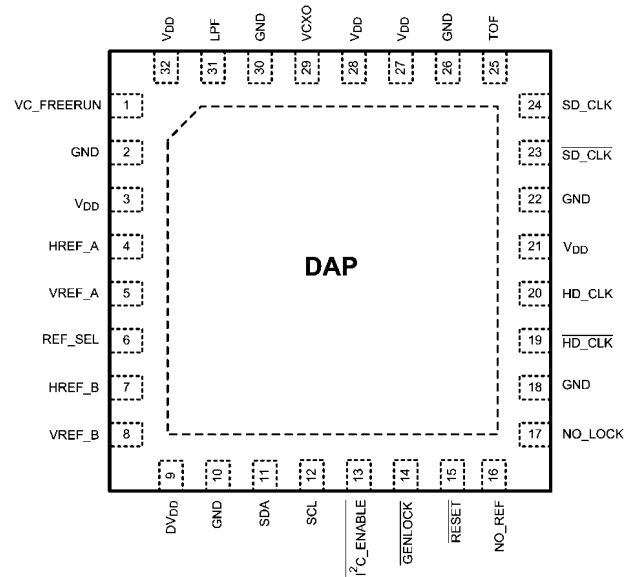 VDD LPF GND VCXO VDD VDD GND TOF
32 31 30 29 28 27 26 25
VC_FREERUN 1
GND 2
VDD 3
HREF_A 4
VREF_A 5
REF_SEL 6
HREF_B 7
VREF_B 8
DAP
24 SD_CLK
23 SD_CLK
22 GND
21 VDD
20 HD_CLK
19 HD_CLK
18 GND
17 NO_LOCK
9 10 11 12 13 14 15 16
DVDD GND SDA SCL I2C_ENABLE GENLOCK RESET NO_REF